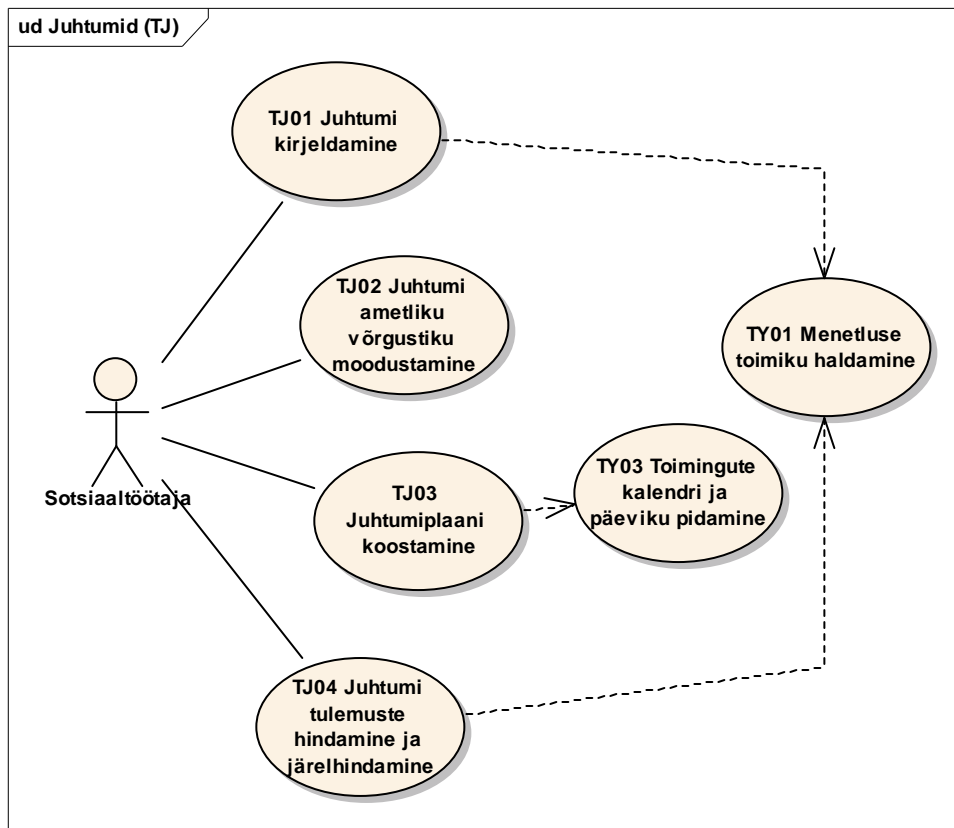 ud Juhtumid (TJ)
TJ01 Juhtumi
kirjeldamine
TJ02 Juhtumi
ametliku
võrgustiku
moodustamine
TY01 Menetluse
toimiku haldamine
Sotsiaaltöötaja
TJ03
Juhtumiplaani
koostamine
TY03 Toimingute
kalendri ja
päeviku pidamine
TJ04 Juhtumi
tulemuste
hindamine ja
järelhindamine